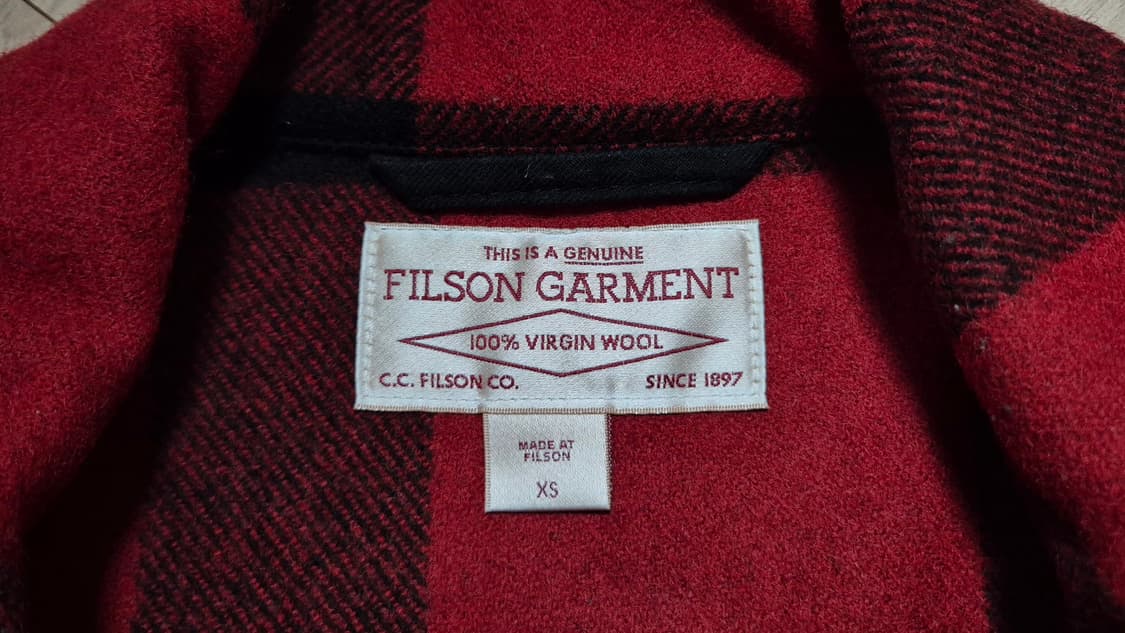 THIS IS A GENUINE
FILSON GARMENT
100% VIRGIN WOOL
C.C. FILSON CO. SINCE 1897
MADE AT
FILSON
XS